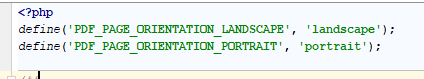 <?php
define('PDF_PAGE_ORIENTATION_LANDSCAPE', 'landscape');
define('PDF_PAGE_ORIENTATION_PORTRAIT', 'portrait');